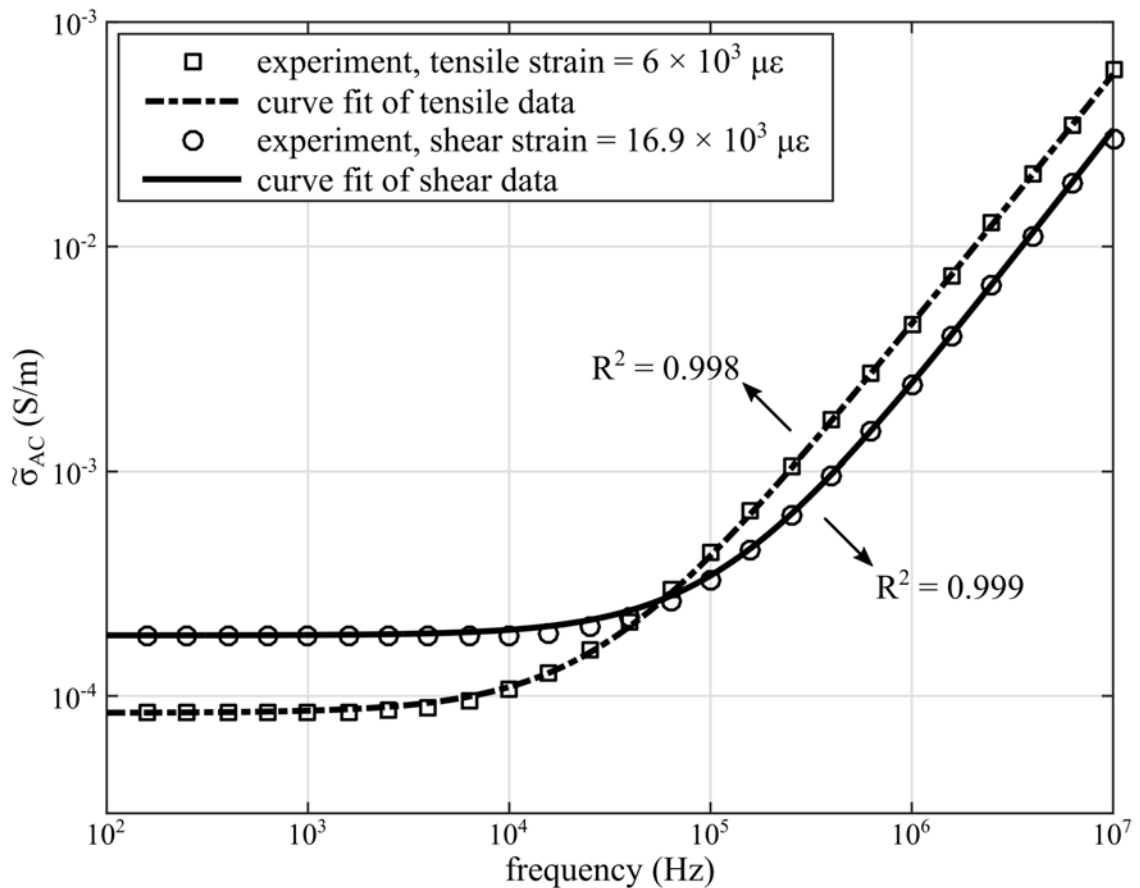 10⁻³
experiment, tensile strain = 6 × 10³ με
curve fit of tensile data
experiment, shear strain = 16.9 × 10³ με
curve fit of shear data
10⁻²
R² = 0.998
σ̃_AC (S/m)
10⁻³
R² = 0.999
10⁻⁴
10² 10³ 10⁴ 10⁵ 10⁶ 10⁷
frequency (Hz)